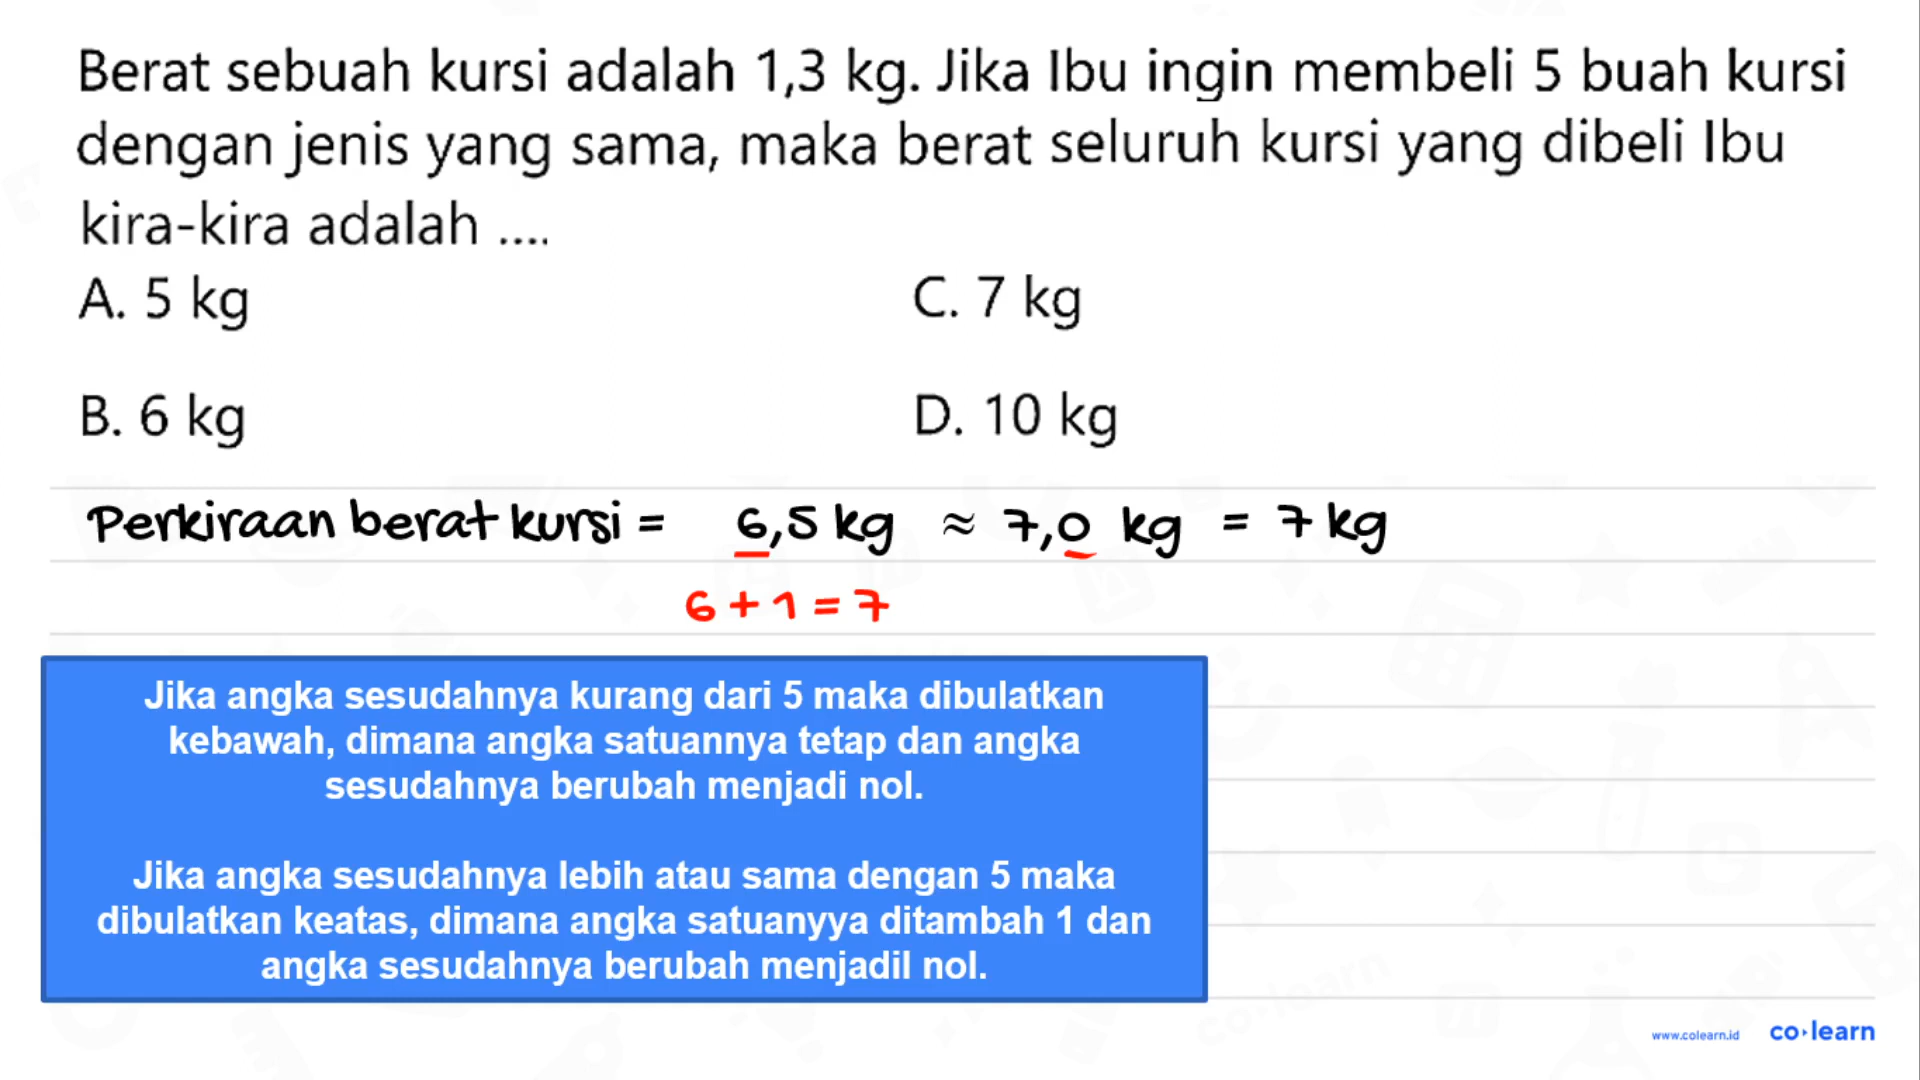 Berat sebuah kursi adalah 1,3 kg. Jika Ibu ingin membeli 5 buah kursi
dengan jenis yang sama, maka berat seluruh kursi yang dibeli Ibu
kira-kira adalah ....
A. 5 kg
C. 7 kg
B. 6 kg
D. 10 kg
Perkiraan berat kursi = 6,5 kg ≈ 7,0 kg = 7 kg
6 + 1 = 7
Jika angka sesudahnya kurang dari 5 maka dibulatkan
kebawah, dimana angka satuannya tetap dan angka
sesudahnya berubah menjadi nol.
Jika angka sesudahnya lebih atau sama dengan 5 maka
dibulatkan keatas, dimana angka satuanyya ditambah 1 dan
angka sesudahnya berubah menjadil nol.
www.colearn.id co·learn